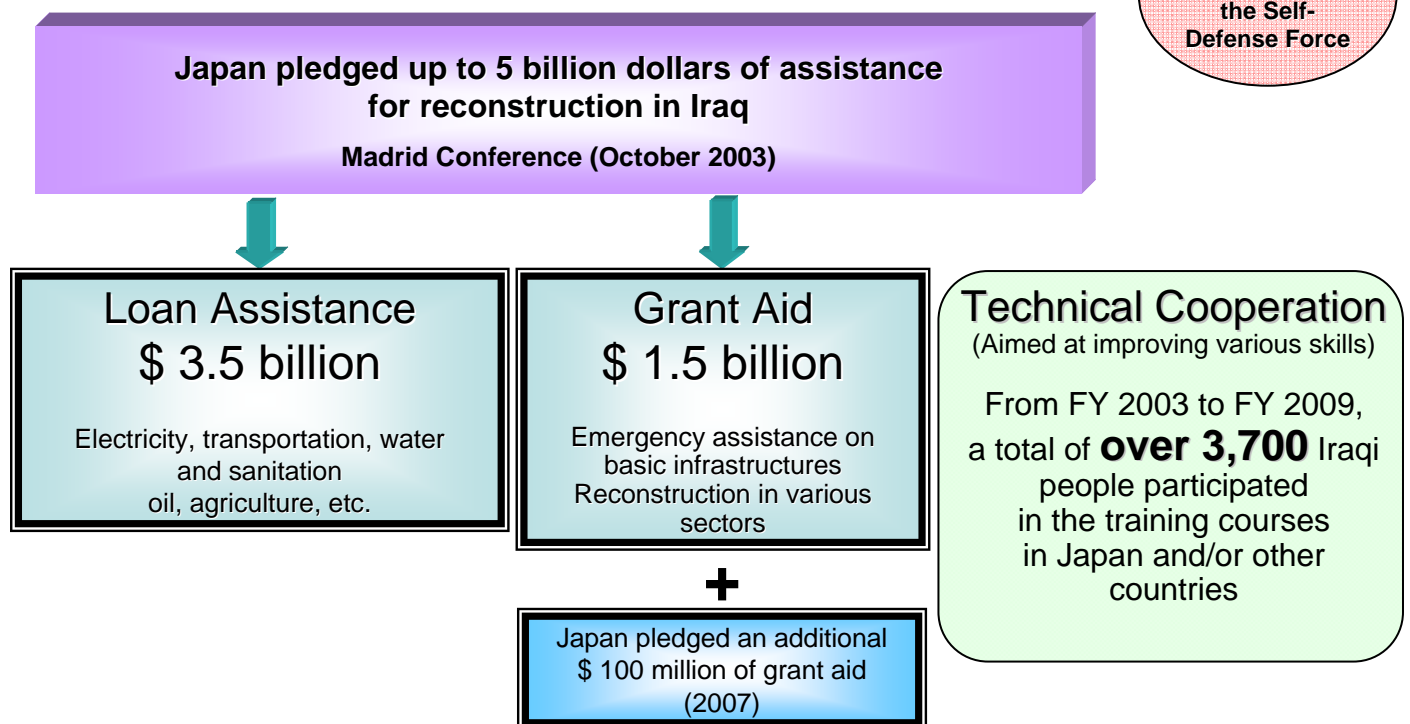 the Self-
Defense Force
Japan pledged up to 5 billion dollars of assistance
for reconstruction in Iraq
Madrid Conference (October 2003)
Loan Assistance
$ 3.5 billion
Electricity, transportation, water
and sanitation
oil, agriculture, etc.
Grant Aid
$ 1.5 billion
Emergency assistance on
basic infrastructures
Reconstruction in various
sectors
+
Japan pledged an additional
$ 100 million of grant aid
(2007)
Technical Cooperation
(Aimed at improving various skills)
From FY 2003 to FY 2009,
a total of over 3,700 Iraqi
people participated
in the training courses
in Japan and/or other
countries